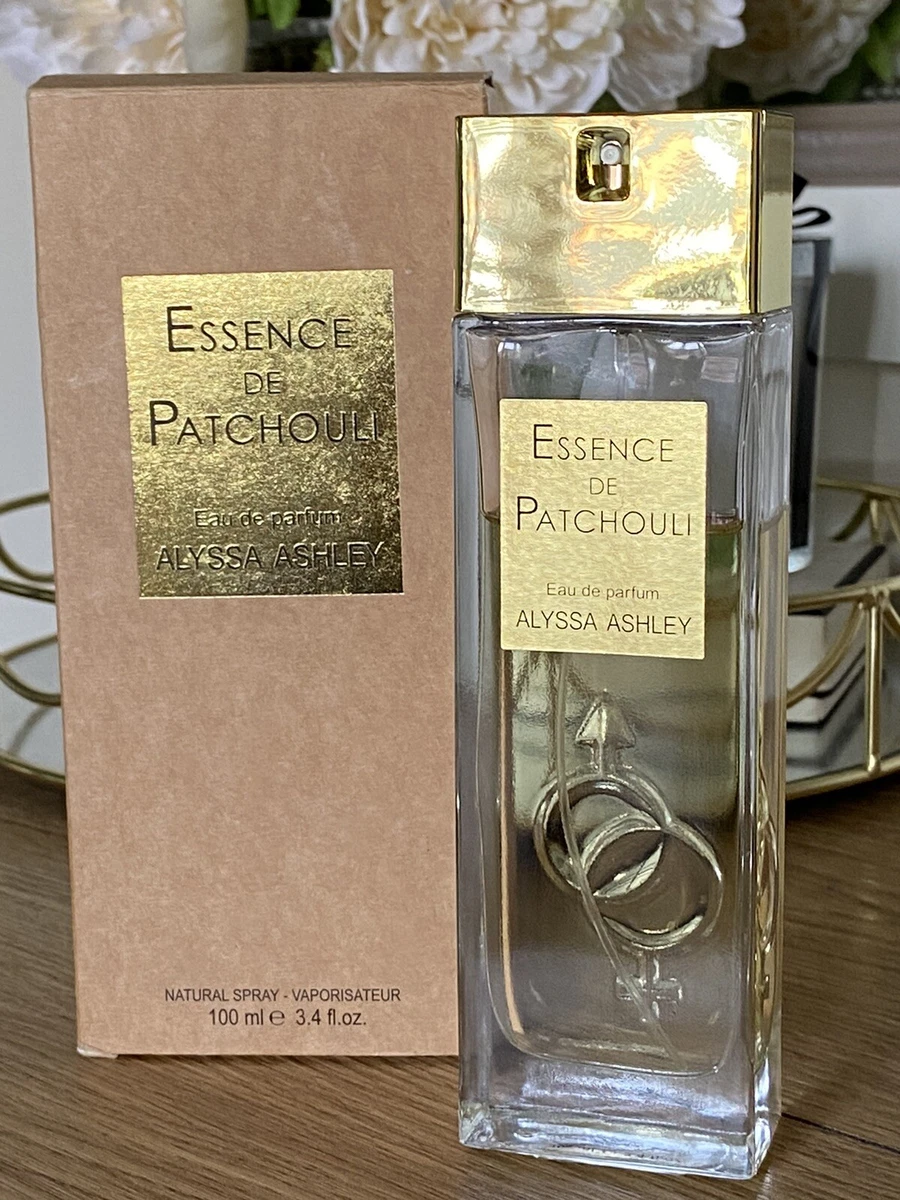 ESSENCE
DE
PATCHOULI
Eau de parfum
ALYSSA ASHLEY
NATURAL SPRAY - VAPORISATEUR
100 ml ℮ 3.4 fl.oz.
ESSENCE
DE
PATCHOULI
Eau de parfum
ALYSSA ASHLEY